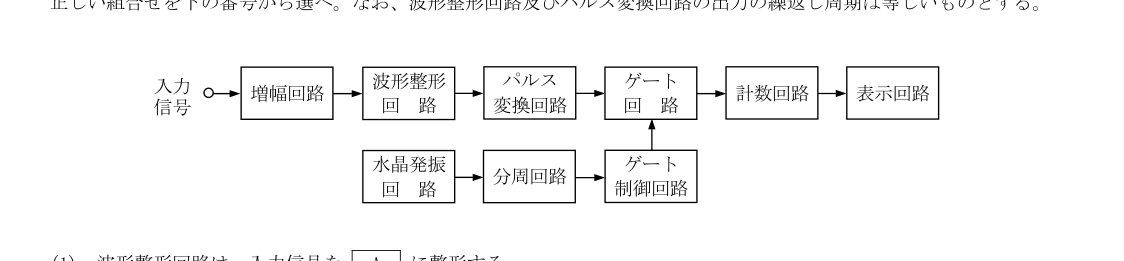 正しい組合せを下の番号から選べ。なお、波形整形回路及びパルス変換回路の出力の繰返し周期は等しいものとする。
入力
信号
増幅回路
波形整形
回 路
パルス
変換回路
ゲート
回 路
計数回路
表示回路
水晶発振
回 路
分周回路
ゲート
制御回路
(1) 波形整形回路は、入力信号を A に整形する